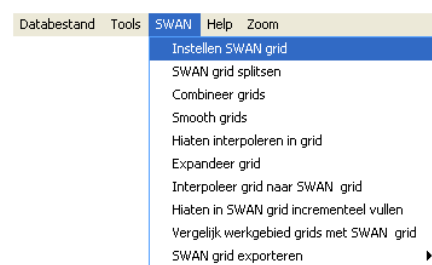 Databestand Tools SWAN Help Zoom
Instellen SWAN grid
SWAN grid splitsen
Combineer grids
Smooth grids
Hiaten interpoleren in grid
Expandeer grid
Interpoleer grid naar SWAN grid
Hiaten in SWAN grid incrementeel vullen
Vergelijk werkgebied grids met SWAN grid
SWAN grid exporteren